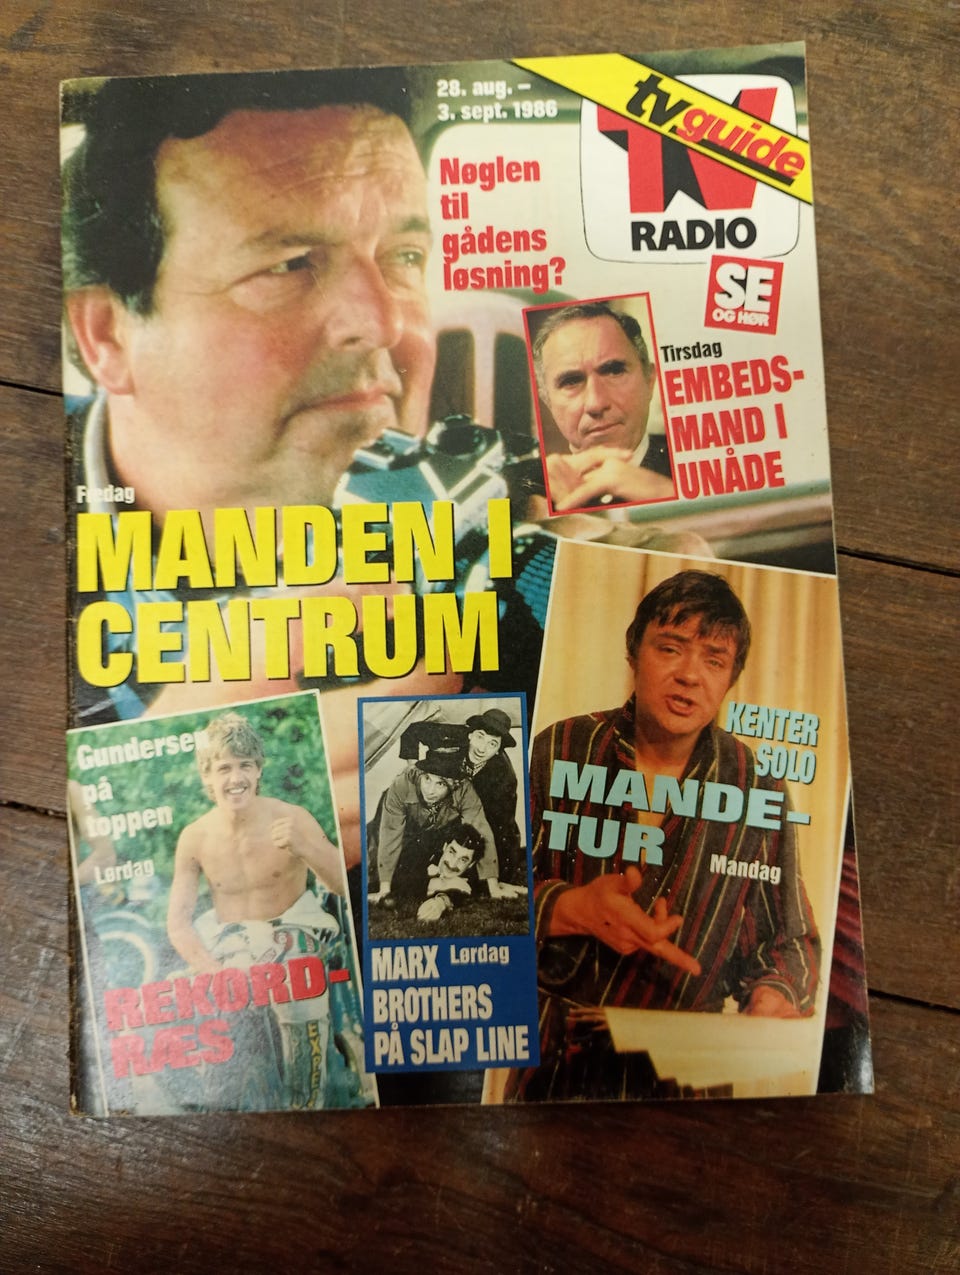 28. aug. –
3. sept. 1986
tv guide
TV
RADIO
SE
OG HØR
Nøglen
til
gådens
løsning?
Tirsdag
EMBEDS-
MAND I
UNÅDE
Fredag
MANDEN I
CENTRUM
Gundersen
på
toppen
Lørdag
REKORD-
RÆS
MARX Lørdag
BROTHERS
PÅ SLAP LINE
KENTER
SOLO
MANDE-
TUR
Mandag